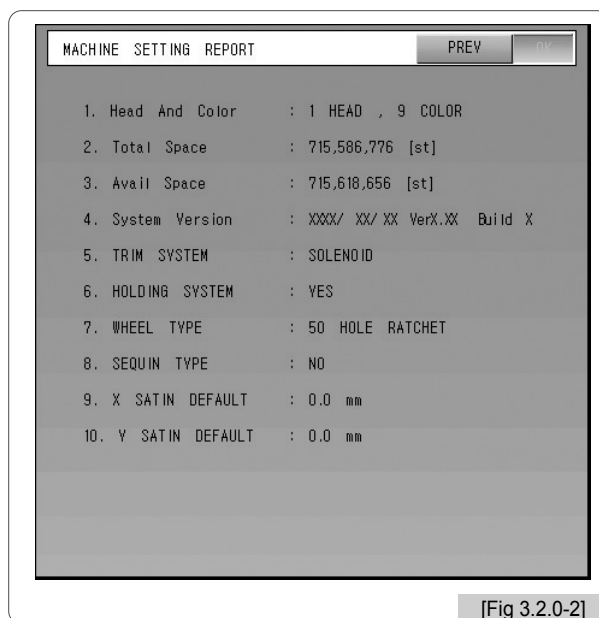 MACHINE SETTING REPORT PREV OK
1. Head And Color : 1 HEAD , 9 COLOR
2. Total Space : 715,586,776 [st]
3. Avail Space : 715,618,656 [st]
4. System Version : XXXX/ XX/ XX VerX.XX Build X
5. TRIM SYSTEM : SOLENOID
6. HOLDING SYSTEM : YES
7. WHEEL TYPE : 50 HOLE RATCHET
8. SEQUIN TYPE : NO
9. X SATIN DEFAULT : 0.0 mm
10. Y SATIN DEFAULT : 0.0 mm
[Fig 3.2.0-2]